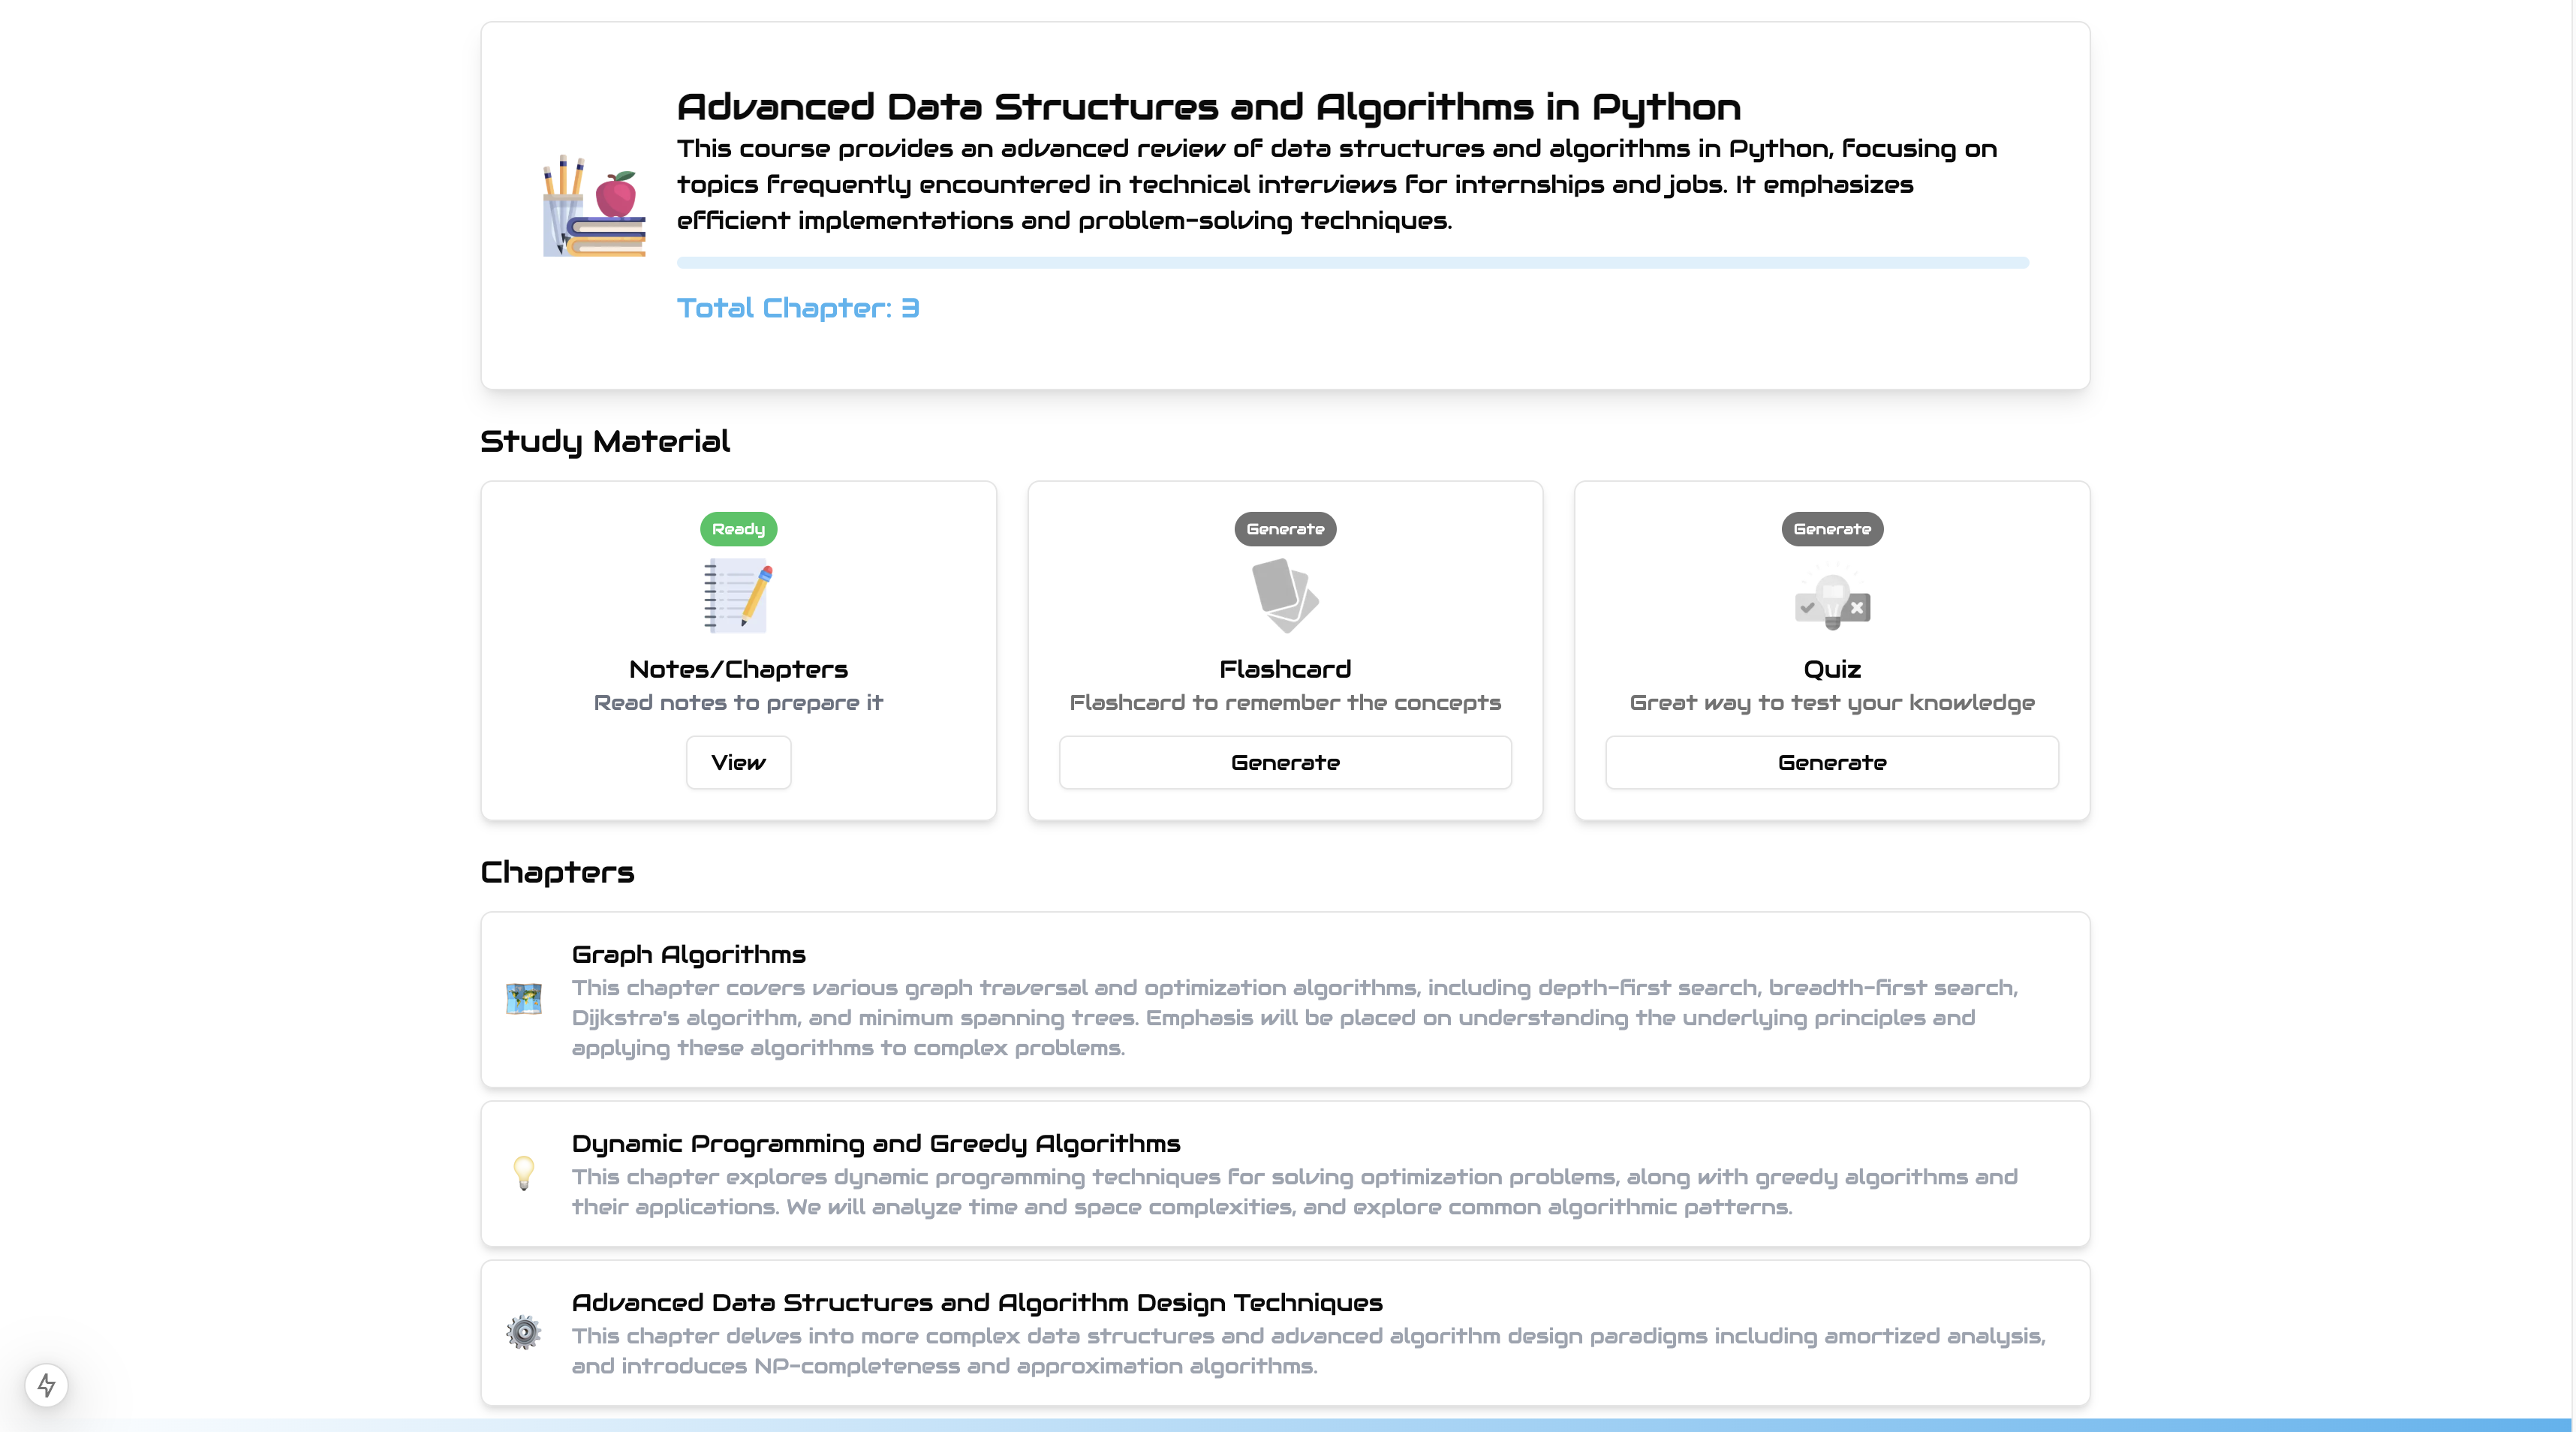 Advanced Data Structures and Algorithms in Python
This course provides an advanced review of data structures and algorithms in Python, focusing on
topics frequently encountered in technical interviews for internships and jobs. It emphasizes
efficient implementations and problem-solving techniques.
Total Chapter: 3
Study Material
Ready
Notes/Chapters
Read notes to prepare it
View
Generate
Flashcard
Flashcard to remember the concepts
Generate
Generate
Quiz
Great way to test your knowledge
Generate
Chapters
Graph Algorithms
This chapter covers various graph traversal and optimization algorithms, including depth-first search, breadth-first search,
Dijkstra's algorithm, and minimum spanning trees. Emphasis will be placed on understanding the underlying principles and
applying these algorithms to complex problems.
Dynamic Programming and Greedy Algorithms
This chapter explores dynamic programming techniques for solving optimization problems, along with greedy algorithms and
their applications. We will analyze time and space complexities, and explore common algorithmic patterns.
Advanced Data Structures and Algorithm Design Techniques
This chapter delves into more complex data structures and advanced algorithm design paradigms including amortized analysis,
and introduces NP-completeness and approximation algorithms.